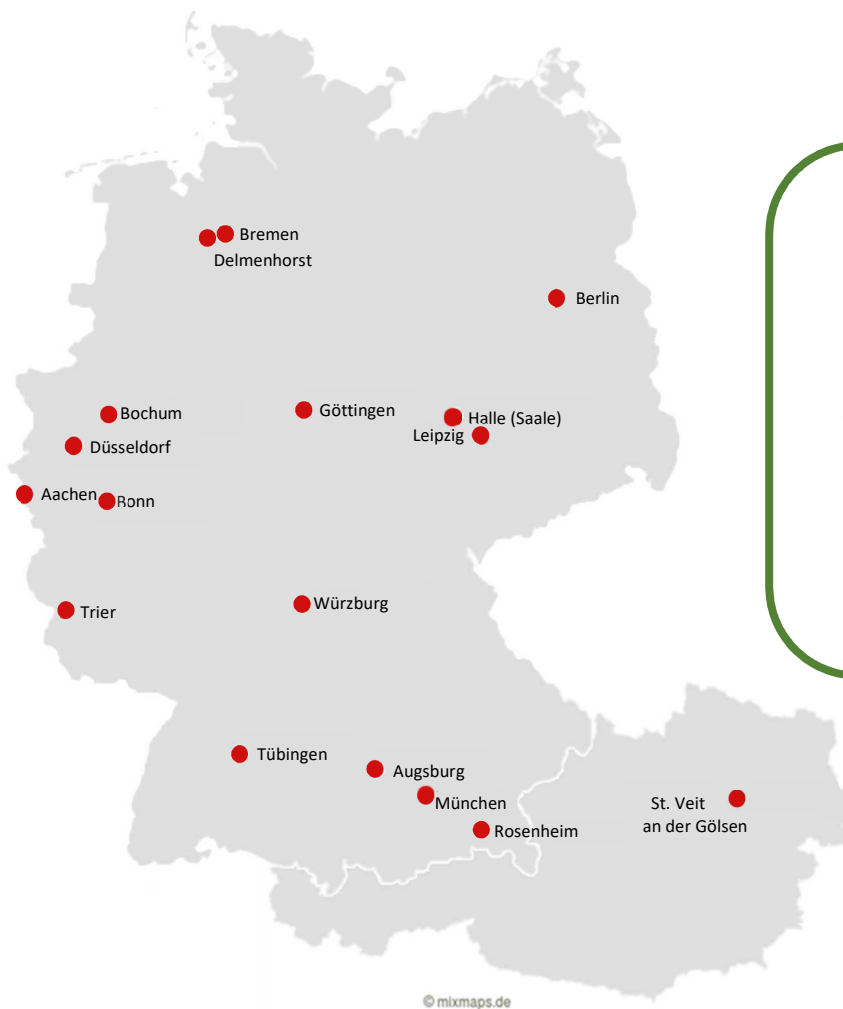 Bremen
Delmenhorst
Berlin
Göttingen
Bochum
Halle (Saale)
Leipzig
Düsseldorf
Aachen
Bonn
Würzburg
Trier
Tübingen
Augsburg
München
St. Veit
an der Gölsen
Rosenheim
© mixmaps.de